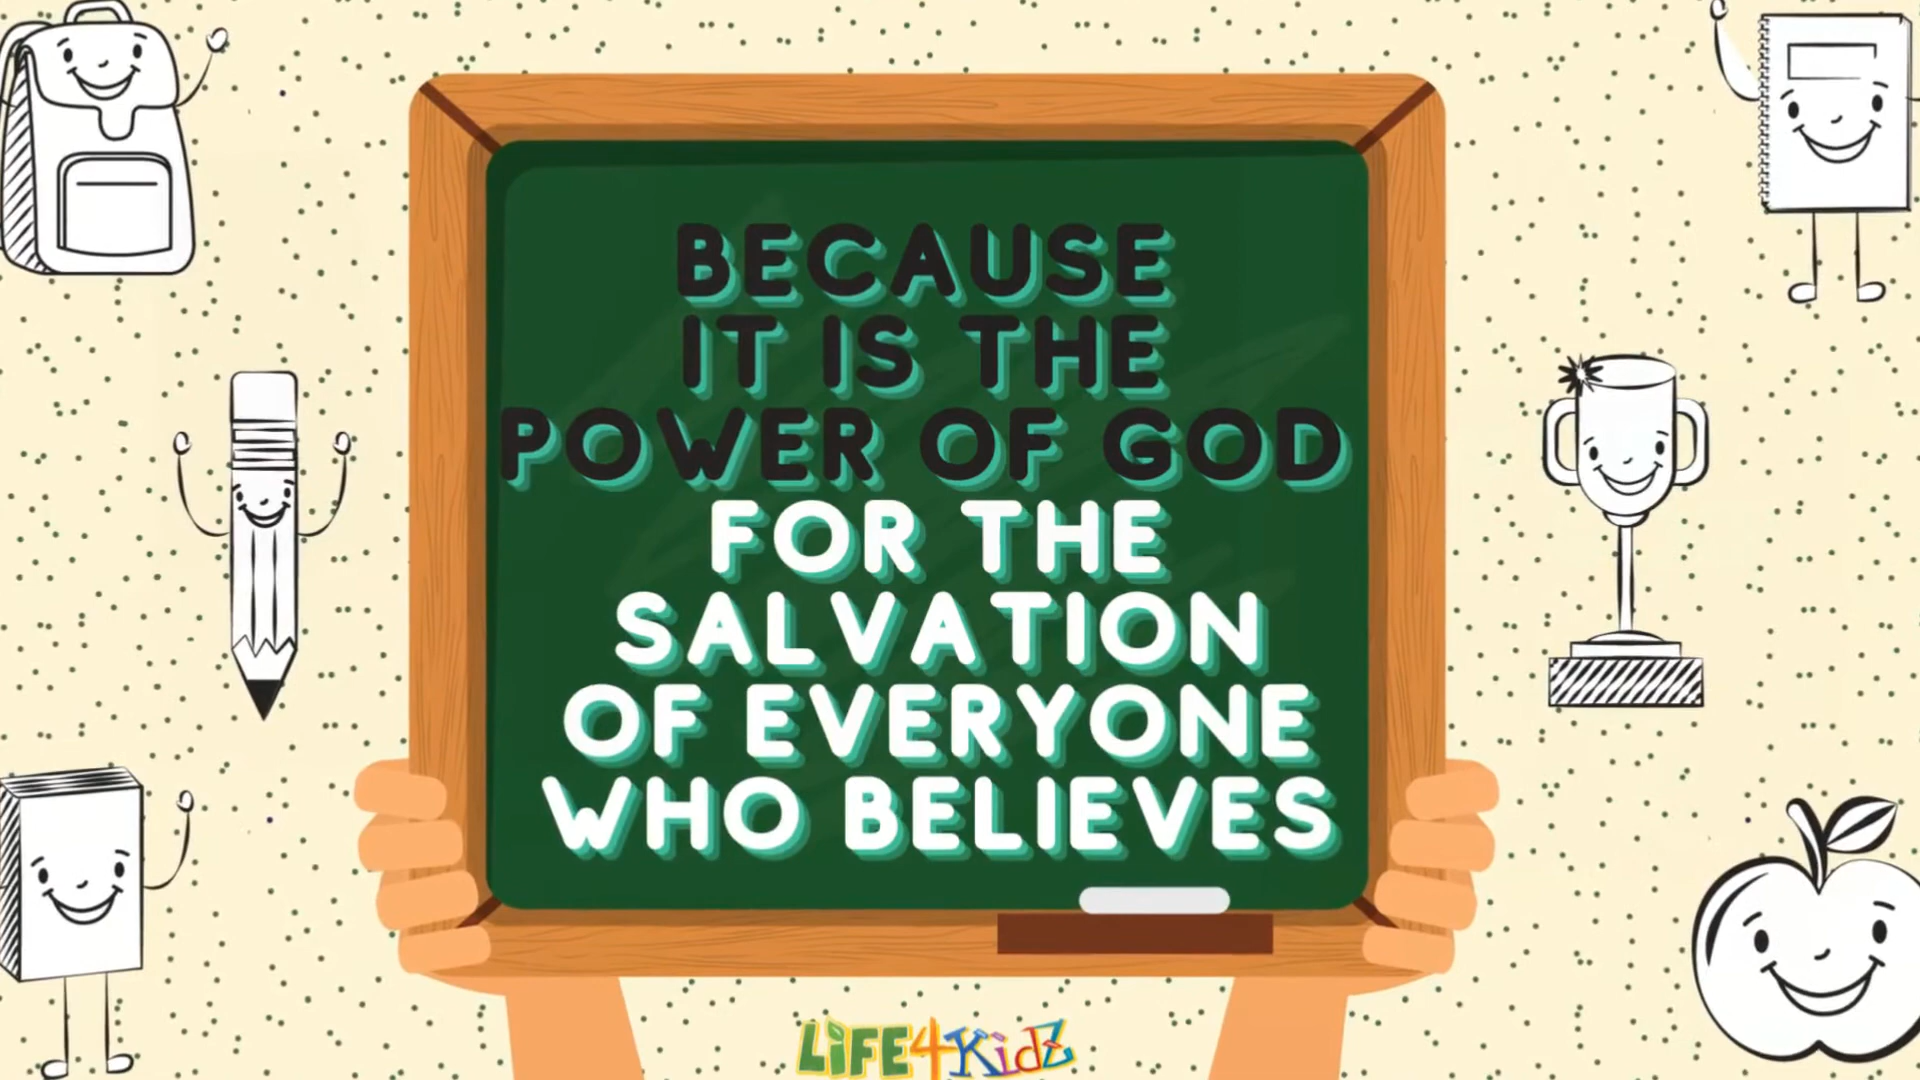 BECAUSE
IT IS THE
POWER OF GOD
FOR THE
SALVATION
OF EVERYONE
WHO BELIEVES
LiFE4KidZ